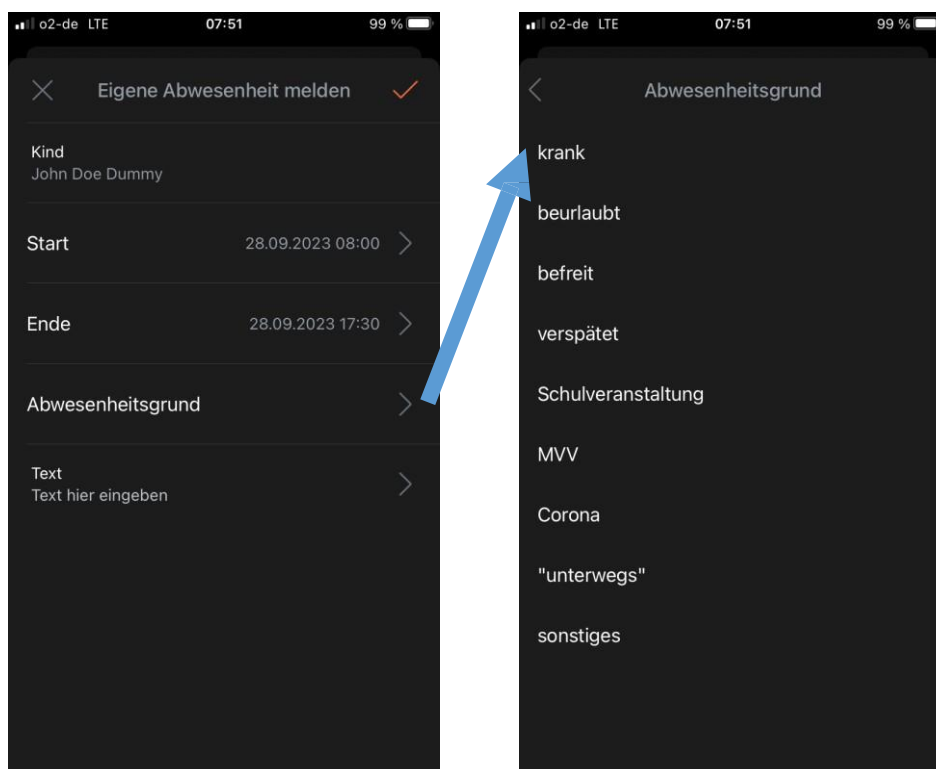 o2-de LTE 07:51 99 %
Eigene Abwesenheit melden
Kind
John Doe Dummy
Start 28.09.2023 08:00
Ende 28.09.2023 17:30
Abwesenheitsgrund
Text
Text hier eingeben
o2-de LTE 07:51 99 %
Abwesenheitsgrund
krank
beurlaubt
befreit
verspätet
Schulveranstaltung
MVV
Corona
"unterwegs"
sonstiges